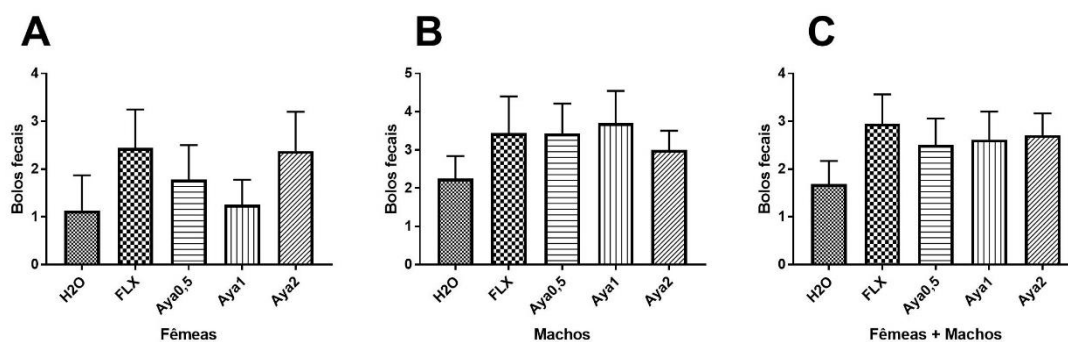 A
Bolos fecais
4
3
2
1
0
H2O
FLX
Aya0,5
Aya1
Aya2
Fêmeas
B
Bolos fecais
5
4
3
2
1
0
H2O
FLX
Aya0,5
Aya1
Aya2
Machos
C
Bolos fecais
4
3
2
1
0
H2O
FLX
Aya0,5
Aya1
Aya2
Fêmeas + Machos